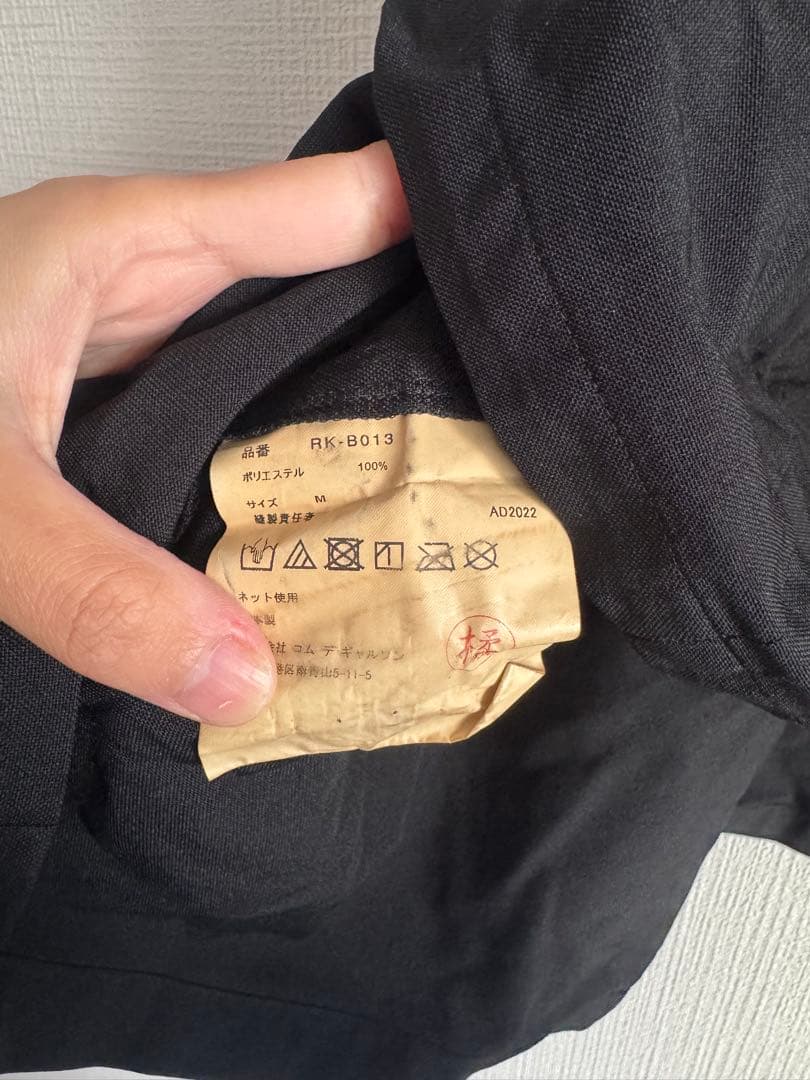 品番 RK-B013
ポリエステル 100%
サイズ M
縫製責任者
AD2022
ネット使用
製
社 コム デ ギャルソン
港区南青山5-11-5